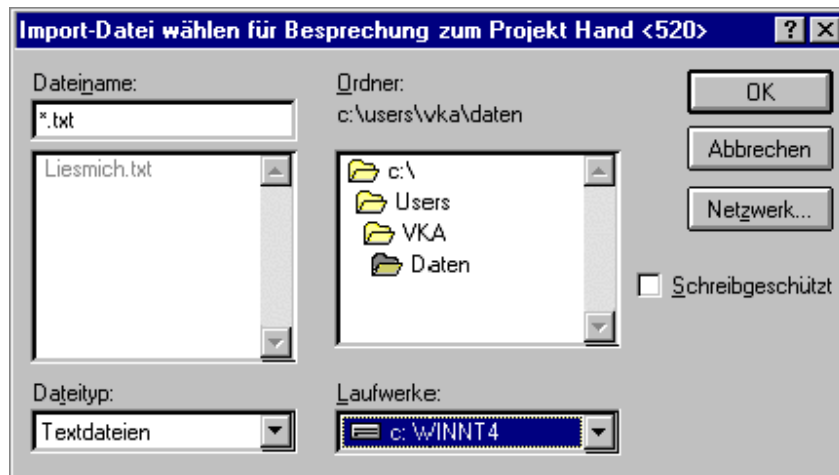 Import-Datei wählen für Besprechung zum Projekt Hand <520>
Dateiname:
*.txt
Liesmich.txt
Dateityp:
Textdateien
Ordner:
c:\users\vka\daten
c:\
Users
VKA
Daten
Laufwerke:
c: WINNT4
OK
Abbrechen
Netzwerk...
Schreibgeschützt